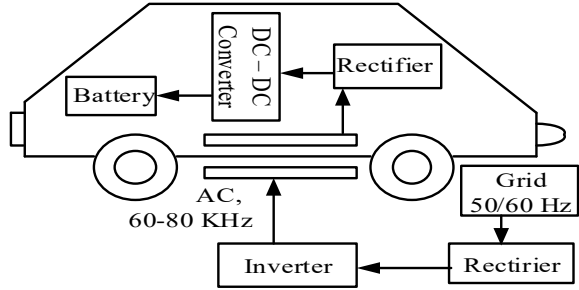 DC – DC
Converter
Rectifier
Battery
AC,
60-80 KHz
Grid
50/60 Hz
Inverter
Rectirier